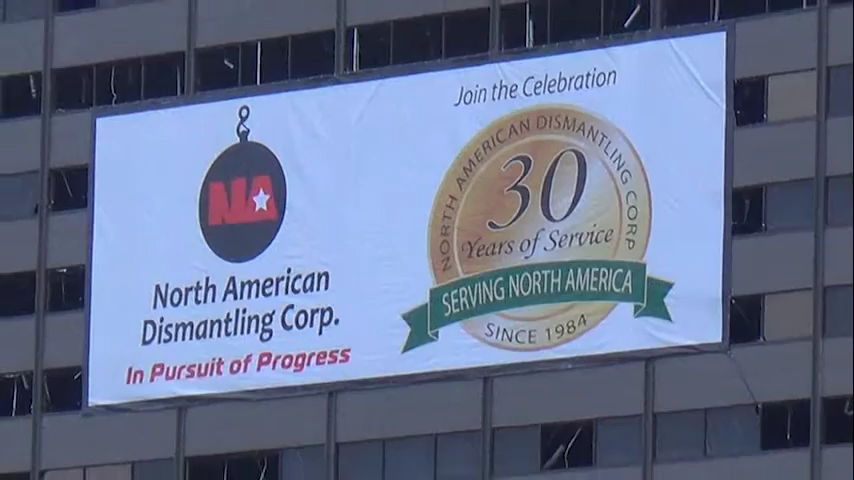 NA
North American
Dismantling Corp.
In Pursuit of Progress
Join the Celebration
NORTH AMERICAN DISMANTLING CORP
30
Years of Service
SERVING NORTH AMERICA
SINCE 1984